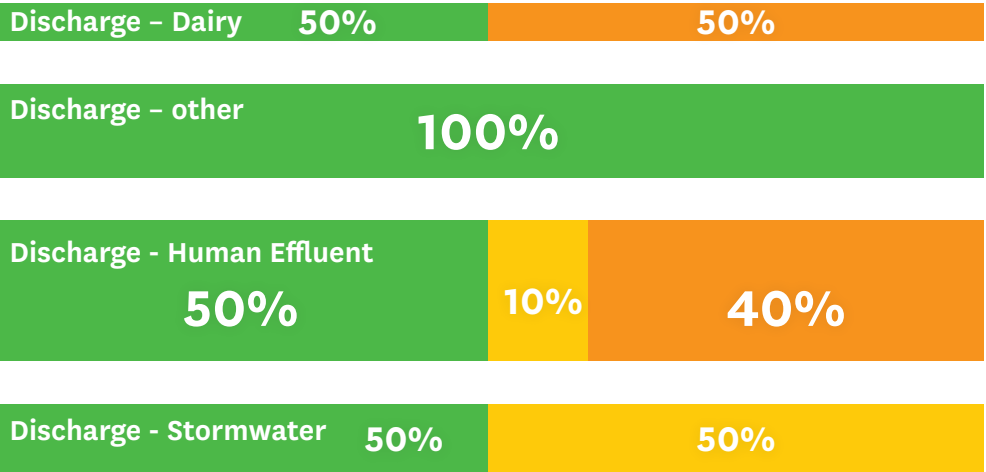 Discharge – Dairy 50% 50%
Discharge – other
100%
Discharge - Human Effluent
50% 10% 40%
Discharge - Stormwater 50% 50%